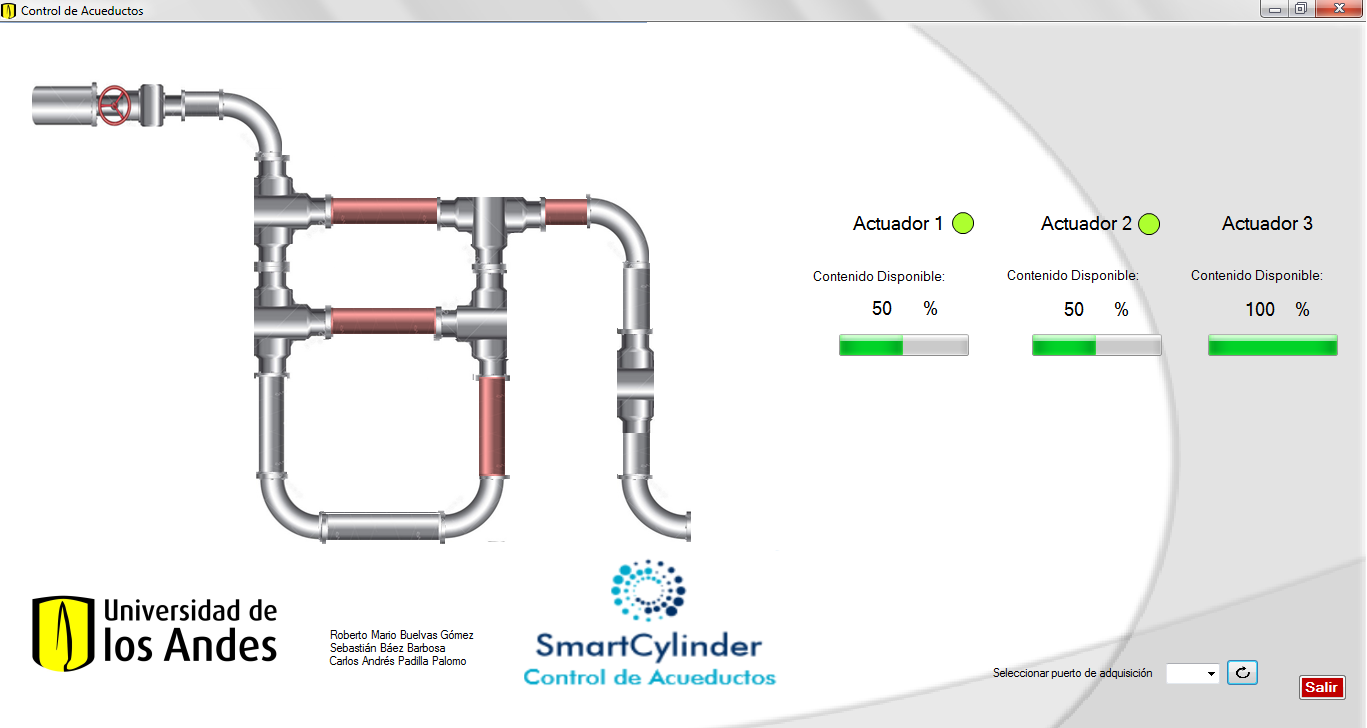 Control de Acueductos
Actuador 1
Actuador 2
Actuador 3
Contenido Disponible:
Contenido Disponible:
Contenido Disponible:
50 %
50 %
100 %
Universidad de
los Andes
Roberto Mario Buelvas Gómez
Sebastián Báez Barbosa
Carlos Andrés Padilla Palomo
SmartCylinder
Control de Acueductos
Seleccionar puerto de adquisición
Salir